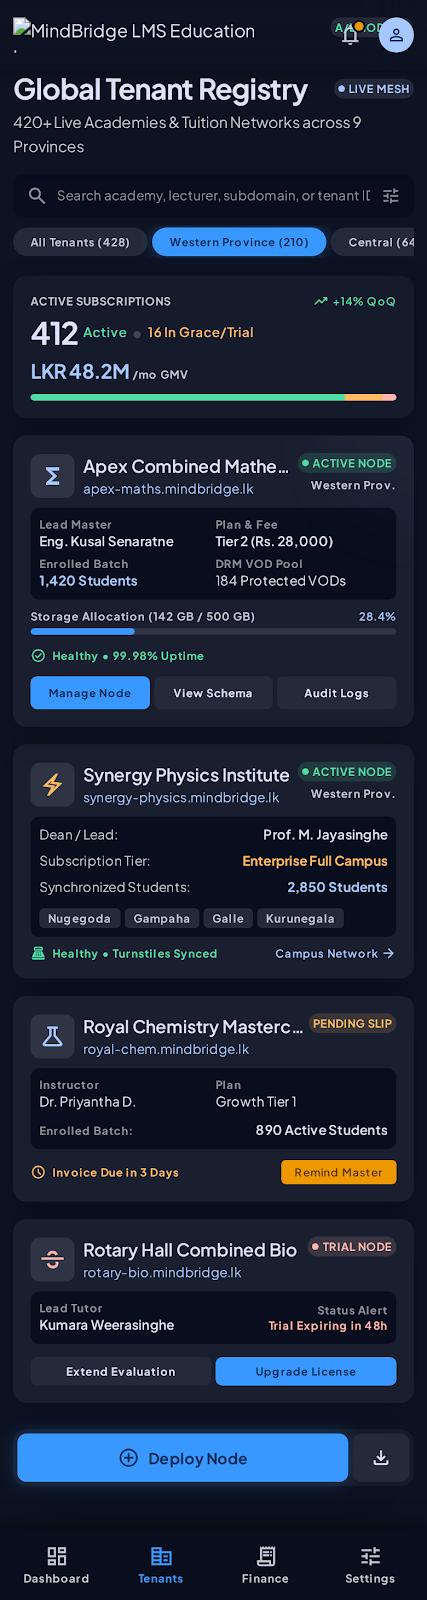 MindBridge LMS Education
.
Global Tenant Registry
LIVE MESH
420+ Live Academies & Tuition Networks across 9
Provinces
Search academy, lecturer, subdomain, or tenant ID
All Tenants (428)
Western Province (210)
Central (64
ACTIVE SUBSCRIPTIONS
+14% QoQ
412 Active • 16 In Grace/Trial
LKR 48.2M /mo GMV
Apex Combined Mathe...
ACTIVE NODE
apex-maths.mindbridge.lk
Western Prov.
Lead Master
Plan & Fee
Eng. Kusal Senaratne
Tier 2 (Rs. 28,000)
Enrolled Batch
DRM VOD Pool
1,420 Students
184 Protected VODs
Storage Allocation (142 GB / 500 GB)
28.4%
Healthy • 99.98% Uptime
Manage Node
View Schema
Audit Logs
Synergy Physics Institute
ACTIVE NODE
synergy-physics.mindbridge.lk
Western Prov.
Dean / Lead:
Prof. M. Jayasinghe
Subscription Tier:
Enterprise Full Campus
Synchronized Students:
2,850 Students
Nugegoda
Gampaha
Galle
Kurunegala
Healthy • Turnstiles Synced
Campus Network →
Royal Chemistry Masterc...
PENDING SLIP
royal-chem.mindbridge.lk
Instructor
Plan
Dr. Priyantha D.
Growth Tier 1
Enrolled Batch:
890 Active Students
Invoice Due in 3 Days
Remind Master
Rotary Hall Combined Bio
TRIAL NODE
rotary-bio.mindbridge.lk
Lead Tutor
Status Alert
Kumara Weerasinghe
Trial Expiring in 48h
Extend Evaluation
Upgrade License
Deploy Node
Dashboard
Tenants
Finance
Settings